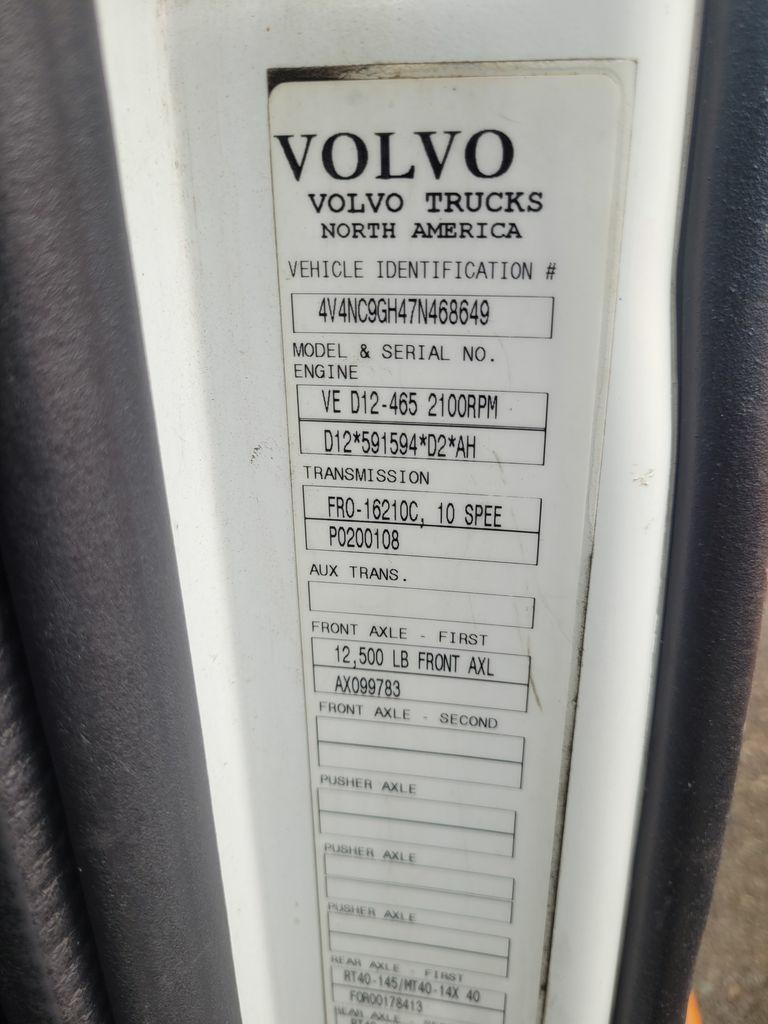 VOLVO
VOLVO TRUCKS
NORTH AMERICA
VEHICLE IDENTIFICATION #
4V4NC9GH47N468649
MODEL & SERIAL NO.
ENGINE
VE D12-465 2100RPM
D12*591594*D2*AH
TRANSMISSION
FRO-16210C, 10 SPEE
P0200108
AUX TRANS.
FRONT AXLE - FIRST
12,500 LB FRONT AXL
AX099783
FRONT AXLE - SECOND
PUSHER AXLE
PUSHER AXLE
PUSHER AXLE
REAR AXLE - FIRST
RT40-145/MT40-14X 40
FOR00178413
REAR AXLE -